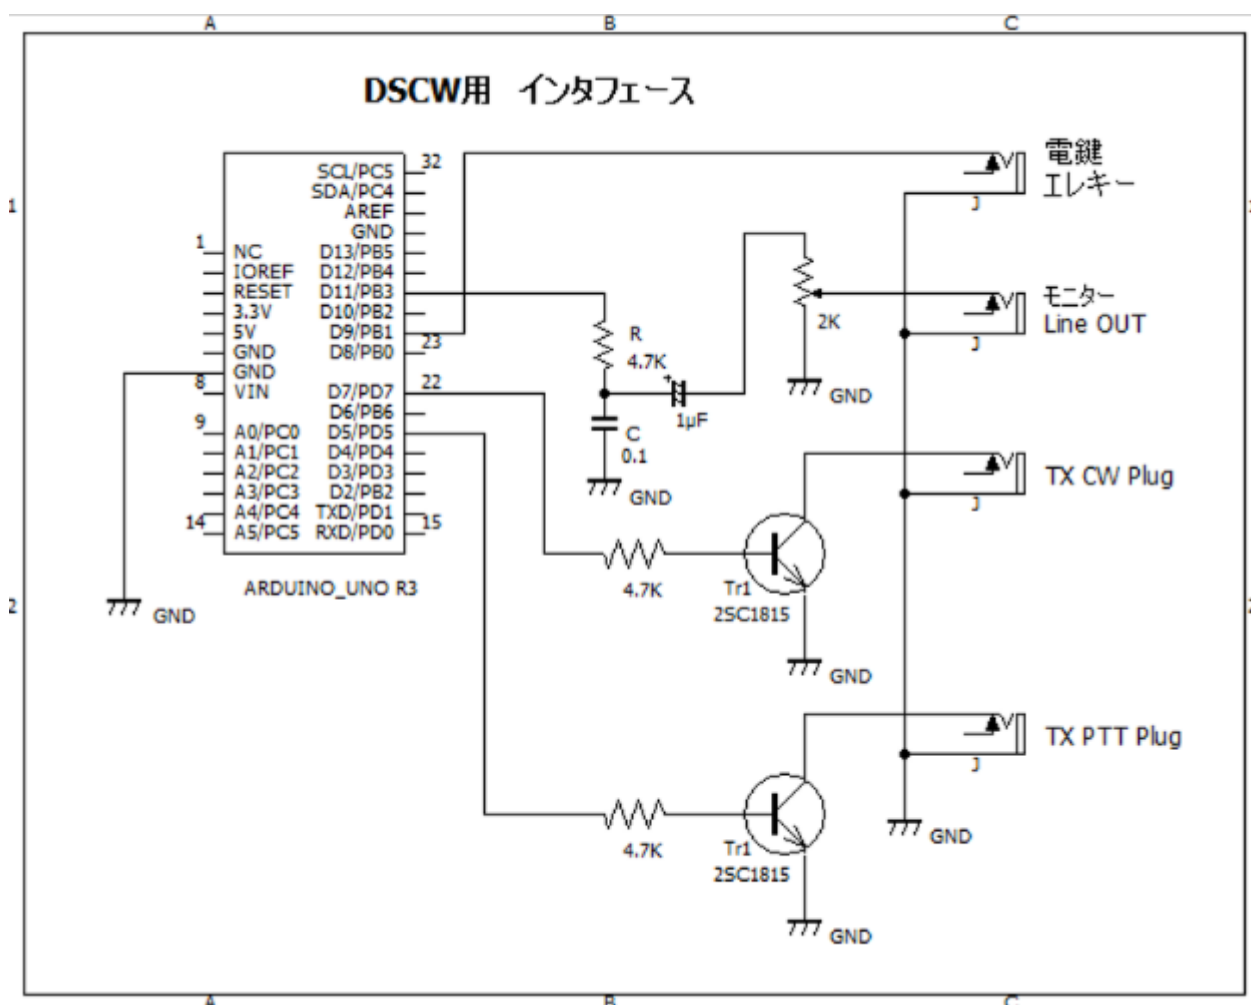 A B C
DSCW用 インタフェース
1
1
電鍵
エレキー
J
モニター
Line OUT
J
TX CW Plug
J
TX PTT Plug
J
GND
SCL/PC5 32
SDA/PC4
AREF
GND
1 NC D13/PB5
IOREF D12/PB4
RESET D11/PB3
3.3V D10/PB2
5V D9/PB1
GND D8/PB0 23
GND
8 VIN D7/PD7 22
D6/PB6
9 A0/PC0 D5/PD5
A1/PC1 D4/PD4
A2/PC2 D3/PD3
A3/PC3 D2/PB2
A4/PC4 TXD/PD1
14 A5/PC5 RXD/PD0 15
ARDUINO_UNO R3
GND
R
4.7K
+
1μF
C
0.1
GND
2K
GND
4.7K
Tr1
2SC1815
GND
4.7K
Tr1
2SC1815
GND
2
2
A B C